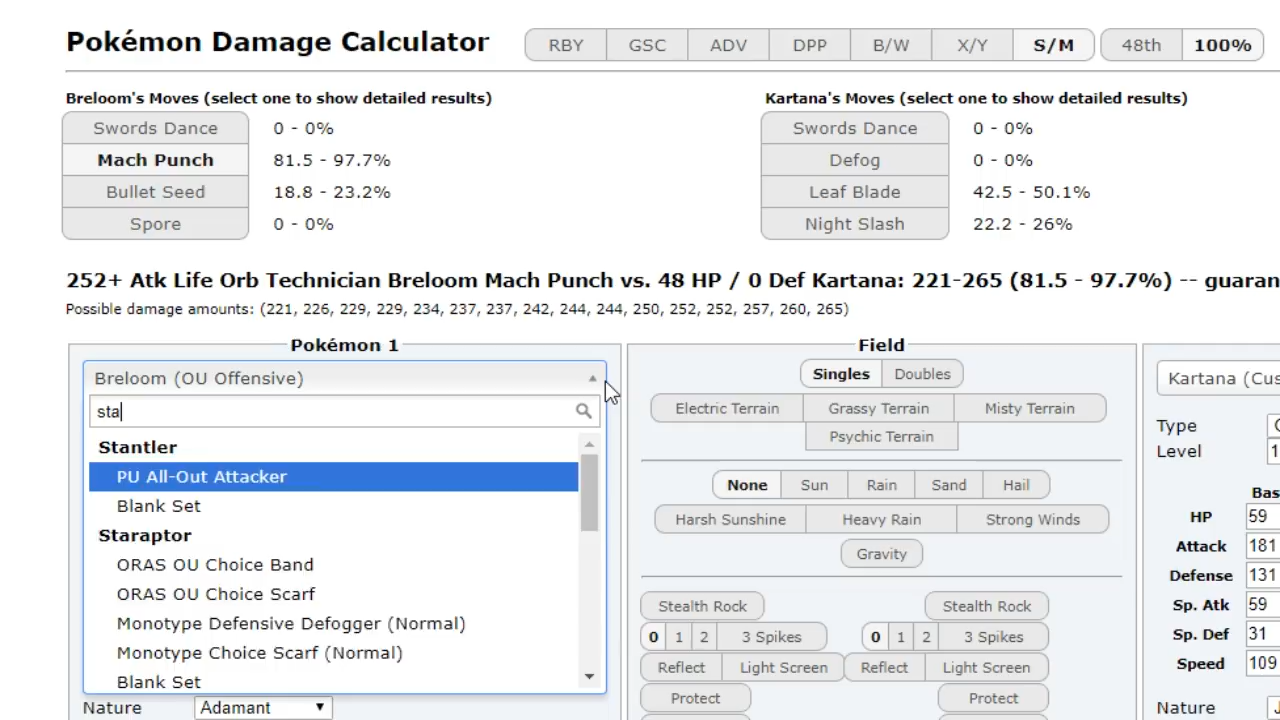 Pokémon Damage Calculator RBY GSC ADV DPP B/W X/Y S/M 48th 100%
Breloom's Moves (select one to show detailed results) Kartana's Moves (select one to show detailed results)
Swords Dance 0 - 0% Swords Dance 0 - 0%
Mach Punch 81.5 - 97.7% Defog 0 - 0%
Bullet Seed 18.8 - 23.2% Leaf Blade 42.5 - 50.1%
Spore 0 - 0% Night Slash 22.2 - 26%
252+ Atk Life Orb Technician Breloom Mach Punch vs. 48 HP / 0 Def Kartana: 221-265 (81.5 - 97.7%) -- guaran
Possible damage amounts: (221, 226, 229, 229, 234, 237, 237, 242, 244, 244, 250, 252, 252, 257, 260, 265)
Pokémon 1
Breloom (OU Offensive)
sta
Stantler
PU All-Out Attacker
Blank Set
Staraptor
ORAS OU Choice Band
ORAS OU Choice Scarf
Monotype Defensive Defogger (Normal)
Monotype Choice Scarf (Normal)
Blank Set
Nature Adamant
Field
Singles Doubles
Electric Terrain Grassy Terrain Misty Terrain
Psychic Terrain
None Sun Rain Sand Hail
Harsh Sunshine Heavy Rain Strong Winds
Gravity
Stealth Rock Stealth Rock
0 1 2 3 Spikes 0 1 2 3 Spikes
Reflect Light Screen Reflect Light Screen
Protect Protect
Kartana (Cus
Type
Level 1
Bas
HP 59
Attack 181
Defense 131
Sp. Atk 59
Sp. Def 31
Speed 109
Nature